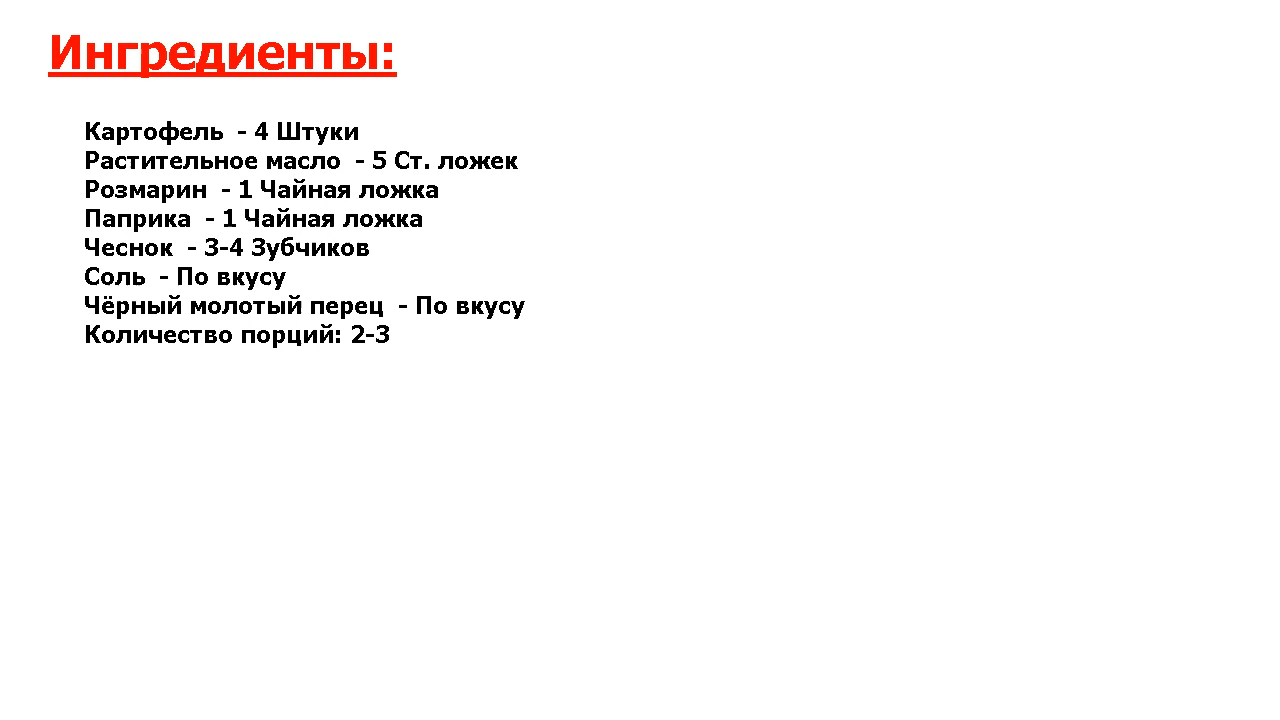 Ингредиенты:
Картофель - 4 Штуки
Растительное масло - 5 Ст. ложек
Розмарин - 1 Чайная ложка
Паприка - 1 Чайная ложка
Чеснок - 3-4 Зубчиков
Соль - По вкусу
Чёрный молотый перец - По вкусу
Количество порций: 2-3